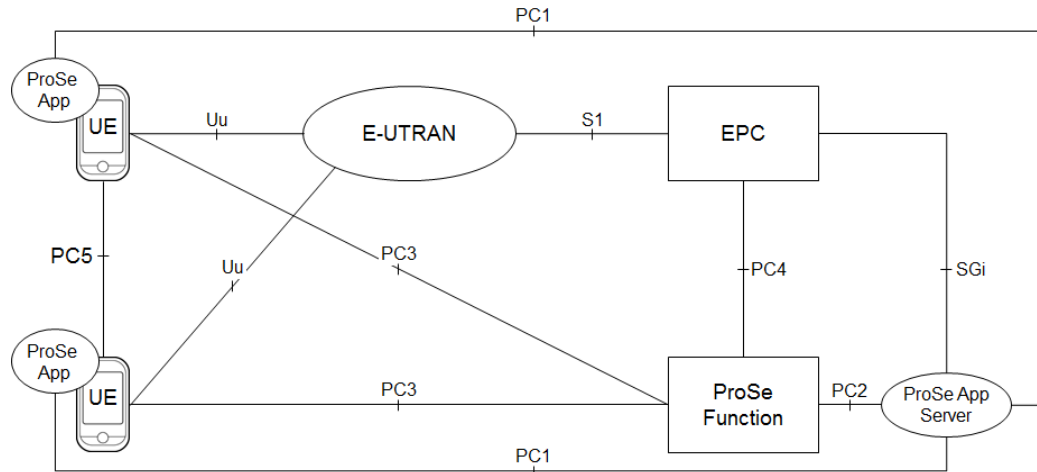 PC1
ProSe
App
UE
Uu
E-UTRAN
S1
EPC
PC5
Uu
PC3
PC4
SGi
ProSe
App
UE
PC3
ProSe
Function
PC2
ProSe App
Server
PC1